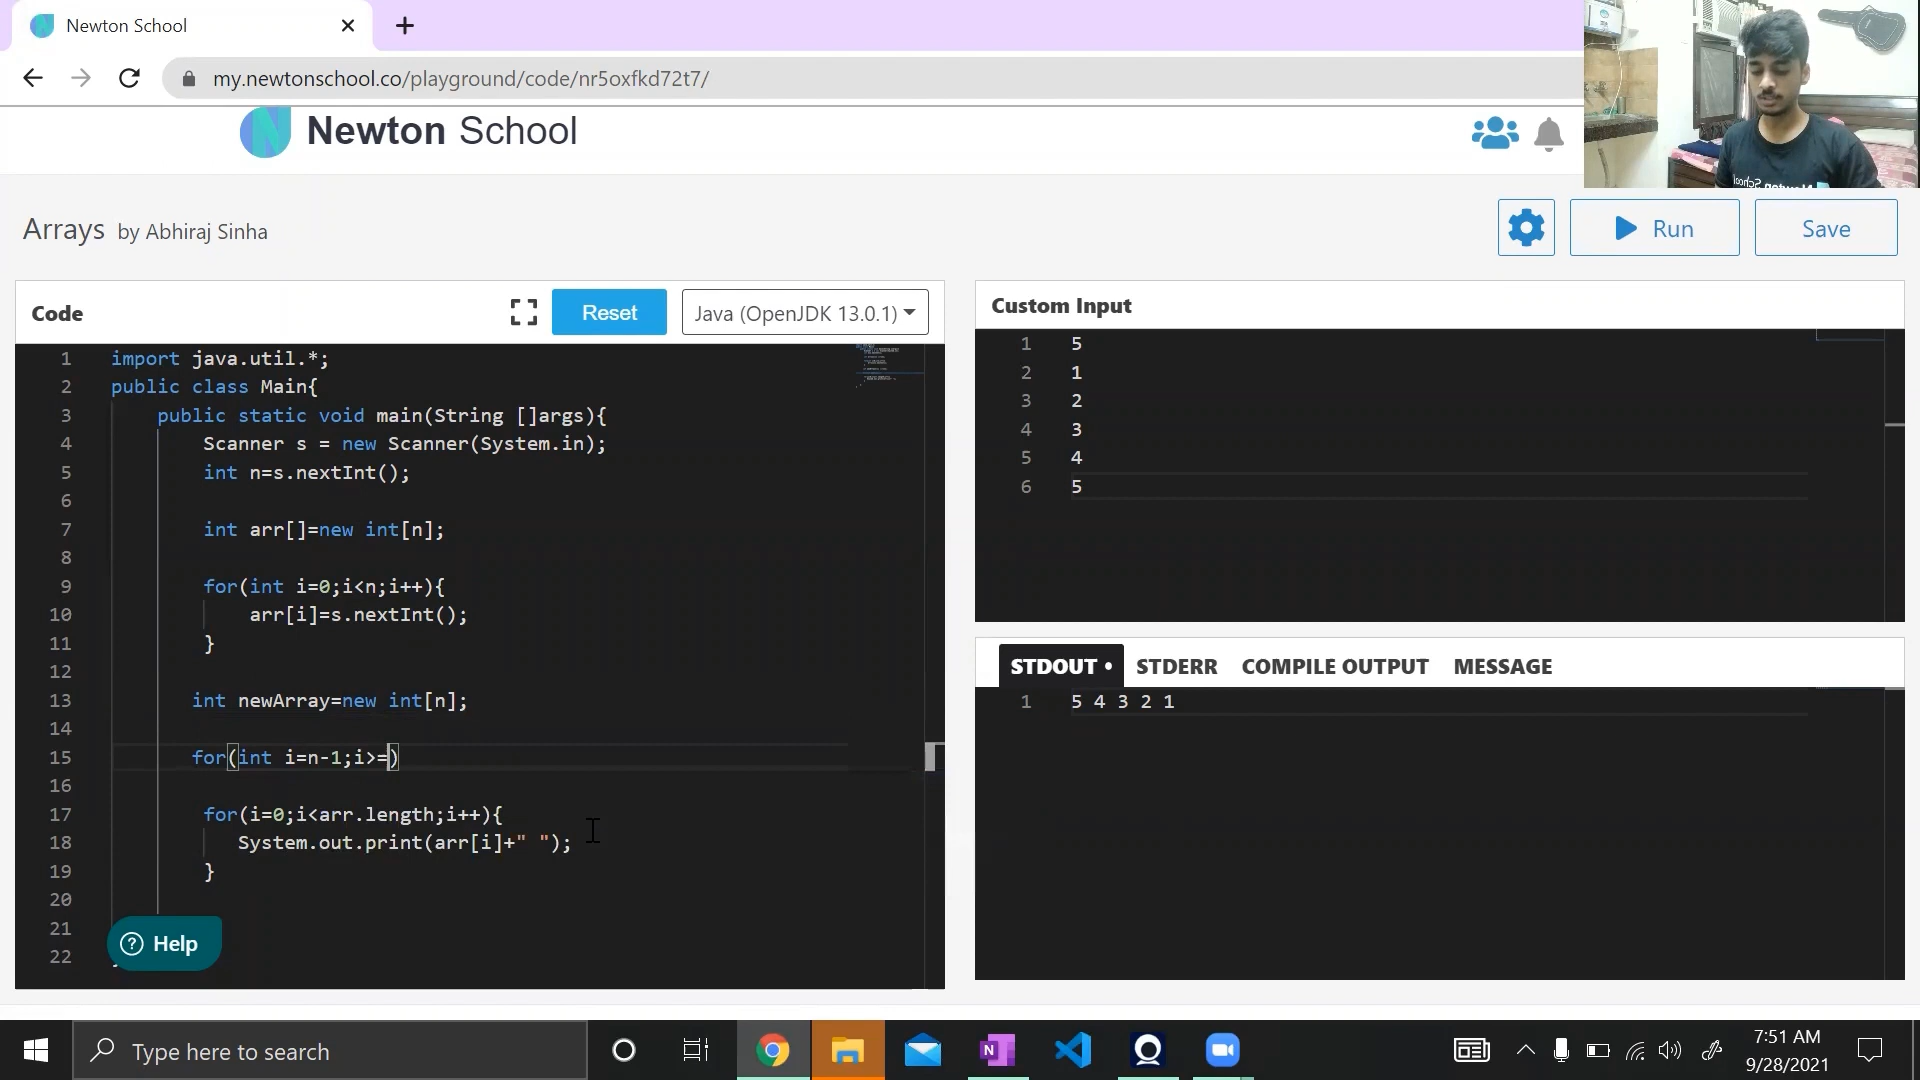 Newton School
my.newtonschool.co/playground/code/nr5oxfkd72t7/
Newton School
Arrays by Abhiraj Sinha
Run
Save
Code
Reset
Java (OpenJDK 13.0.1)
1 import java.util.*;
2 public class Main{
3 public static void main(String []args){
4 Scanner s = new Scanner(System.in);
5 int n=s.nextInt();
6
7 int arr[]=new int[n];
8
9 for(int i=0;i<n;i++){
10 arr[i]=s.nextInt();
11 }
12
13 int newArray=new int[n];
14
15 for(int i=n-1;i>=)
16
17 for(i=0;i<arr.length;i++){
18 System.out.print(arr[i]+" ");
19 }
20
21
22
Help
Custom Input
1 5
2 1
3 2
4 3
5 4
6 5
STDOUT • STDERR COMPILE OUTPUT MESSAGE
1 5 4 3 2 1
Type here to search
7:51 AM
9/28/2021